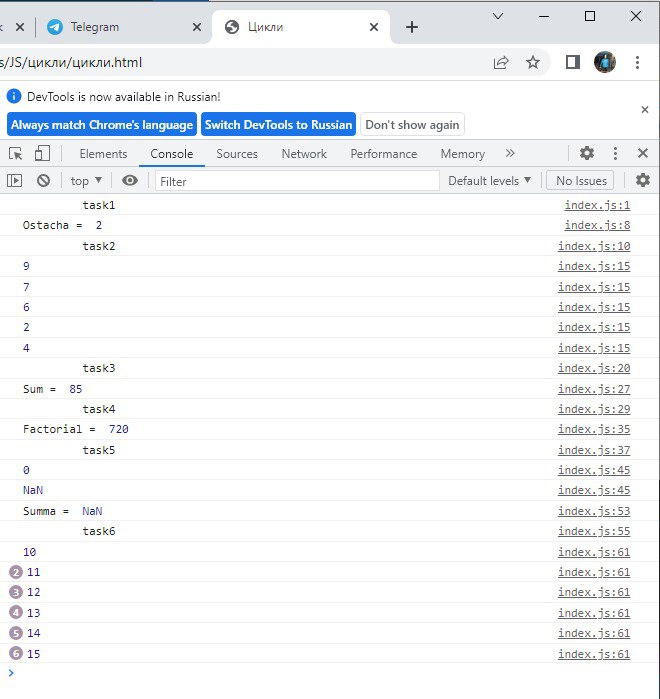 к Telegram Цикли
s/JS/цикли/цикли.html
DevTools is now available in Russian!
Always match Chrome's language Switch DevTools to Russian Don't show again
Elements Console Sources Network Performance Memory »
top ▼ Filter Default levels ▼ No Issues
task1 index.js:1
Ostacha = 2 index.js:8
task2 index.js:10
9 index.js:15
7 index.js:15
6 index.js:15
2 index.js:15
4 index.js:15
task3 index.js:20
Sum = 85 index.js:27
task4 index.js:29
Factorial = 720 index.js:35
task5 index.js:37
0 index.js:45
NaN index.js:45
Summa = NaN index.js:53
task6 index.js:55
10 index.js:61
2 11 index.js:61
3 12 index.js:61
4 13 index.js:61
5 14 index.js:61
6 15 index.js:61